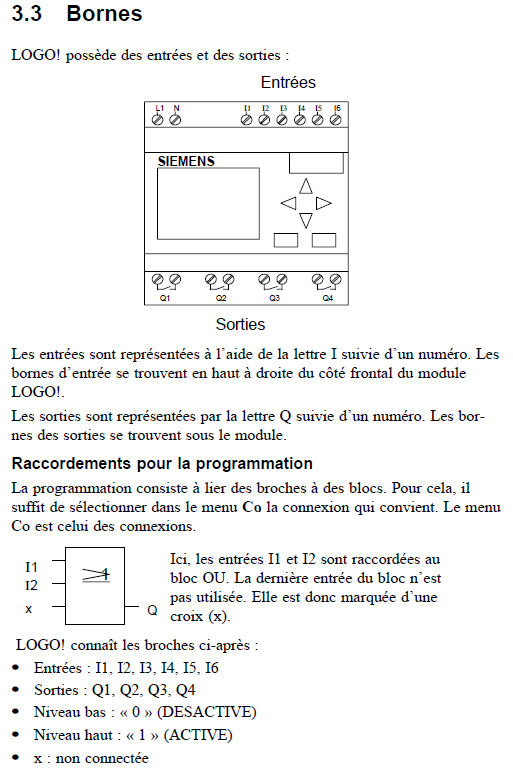 3.3 Bornes
LOGO! possède des entrées et des sorties :
Entrées
L1 N I1 I2 I3 I4 I5 I6
SIEMENS
Q1 Q2 Q3 Q4
Sorties
Les entrées sont représentées à l'aide de la lettre I suivie d'un numéro. Les
bornes d'entrée se trouvent en haut à droite du côté frontal du module
LOGO!.
Les sorties sont représentées par la lettre Q suivie d'un numéro. Les bor-
nes des sorties se trouvent sous le module.
Raccordements pour la programmation
La programmation consiste à lier des broches à des blocs. Pour cela, il
suffit de sélectionner dans le menu Co la connexion qui convient. Le menu
Co est celui des connexions.
I1
I2
x
≥1
Q
Ici, les entrées I1 et I2 sont raccordées au
bloc OU. La dernière entrée du bloc n'est
pas utilisée. Elle est donc marquée d'une
croix (x).
LOGO! connaît les broches ci-après :
• Entrées : I1, I2, I3, I4, I5, I6
• Sorties : Q1, Q2, Q3, Q4
• Niveau bas : « 0 » (DESACTIVE)
• Niveau haut : « 1 » (ACTIVE)
• x : non connectée